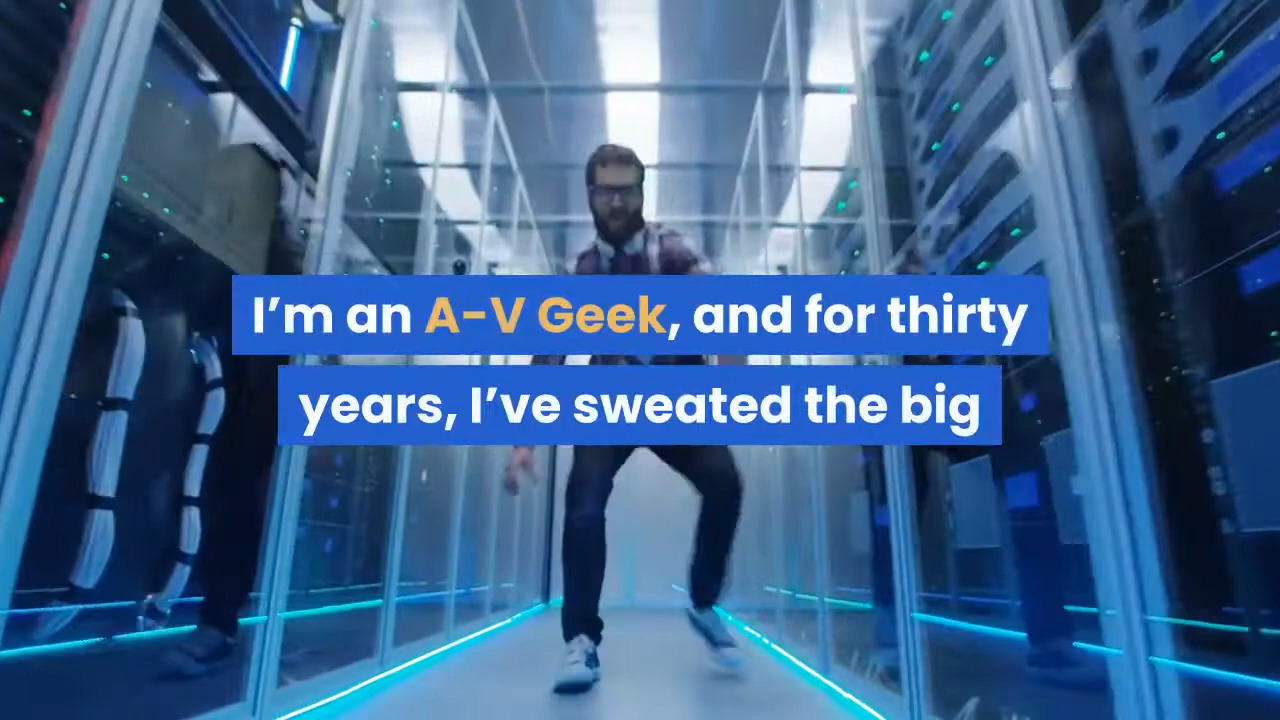 I’m an A-V Geek, and for thirty
years, I’ve sweated the big